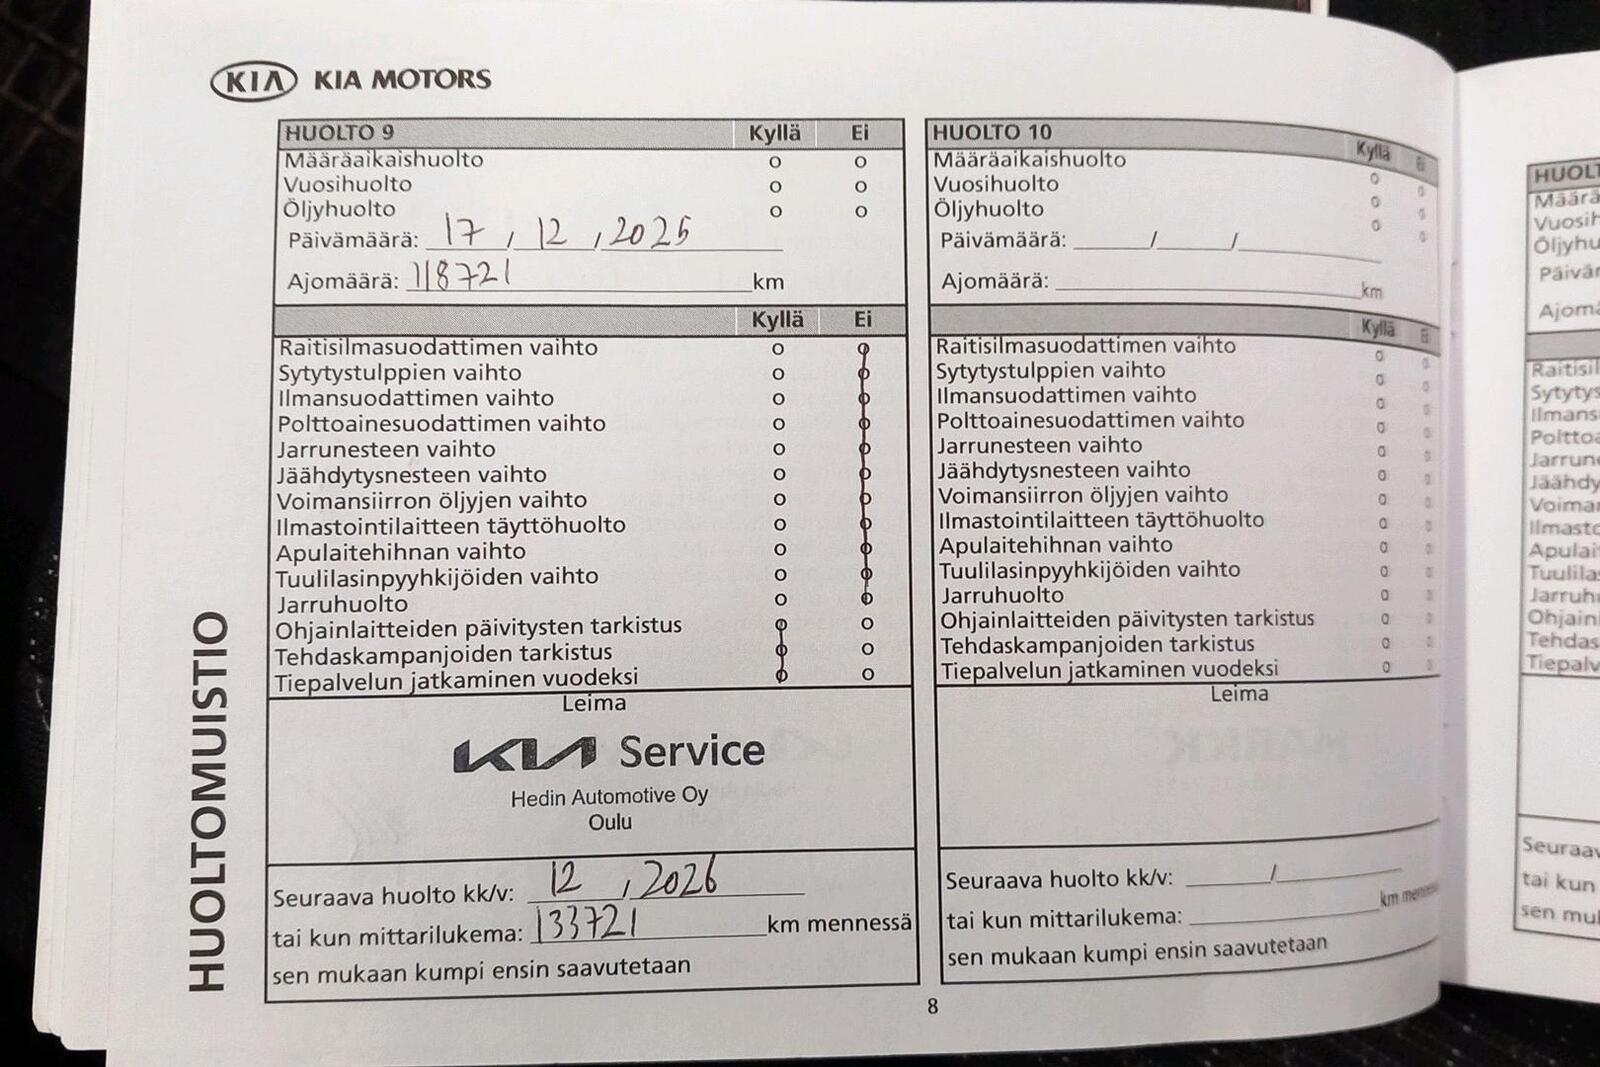 KIA KIA MOTORS
HUOLTOMUISTIO
HUOLTO 9 Kyllä Ei
Määräaikaishuolto o o
Vuosihuolto o o
Öljyhuolto o o
Päivämäärä: 17 / 12 / 2025
Ajomäärä: 118721 km
Kyllä Ei
Raitisilmasuodattimen vaihto o o
Sytytystulppien vaihto o o
Ilmansuodattimen vaihto o o
Polttoainesuodattimen vaihto o o
Jarrunesteen vaihto o o
Jäähdytysnesteen vaihto o o
Voimansiirron öljyjen vaihto o o
Ilmastointilaitteen täyttöhuolto o o
Apulaitehihnan vaihto o o
Tuulilasinpyyhkijöiden vaihto o o
Jarruhuolto o o
Ohjainlaitteiden päivitysten tarkistus o o
Tehdaskampanjoiden tarkistus o o
Tiepalvelun jatkaminen vuodeksi o o
Leima
KIA Service
Hedin Automotive Oy
Oulu
Seuraava huolto kk/v: 12 / 2026
tai kun mittarilukema: 133721 km mennessä
sen mukaan kumpi ensin saavutetaan
HUOLTO 10 Kyllä Ei
Määräaikaishuolto o o
Vuosihuolto o o
Öljyhuolto o o
Päivämäärä: / /
Ajomäärä: km
Kyllä Ei
Raitisilmasuodattimen vaihto o o
Sytytystulppien vaihto o o
Ilmansuodattimen vaihto o o
Polttoainesuodattimen vaihto o o
Jarrunesteen vaihto o o
Jäähdytysnesteen vaihto o o
Voimansiirron öljyjen vaihto o o
Ilmastointilaitteen täyttöhuolto o o
Apulaitehihnan vaihto o o
Tuulilasinpyyhkijöiden vaihto o o
Jarruhuolto o o
Ohjainlaitteiden päivitysten tarkistus o o
Tehdaskampanjoiden tarkistus o o
Tiepalvelun jatkaminen vuodeksi o o
Leima
Seuraava huolto kk/v: /
tai kun mittarilukema: km mennessä
sen mukaan kumpi ensin saavutetaan
8
tai kun